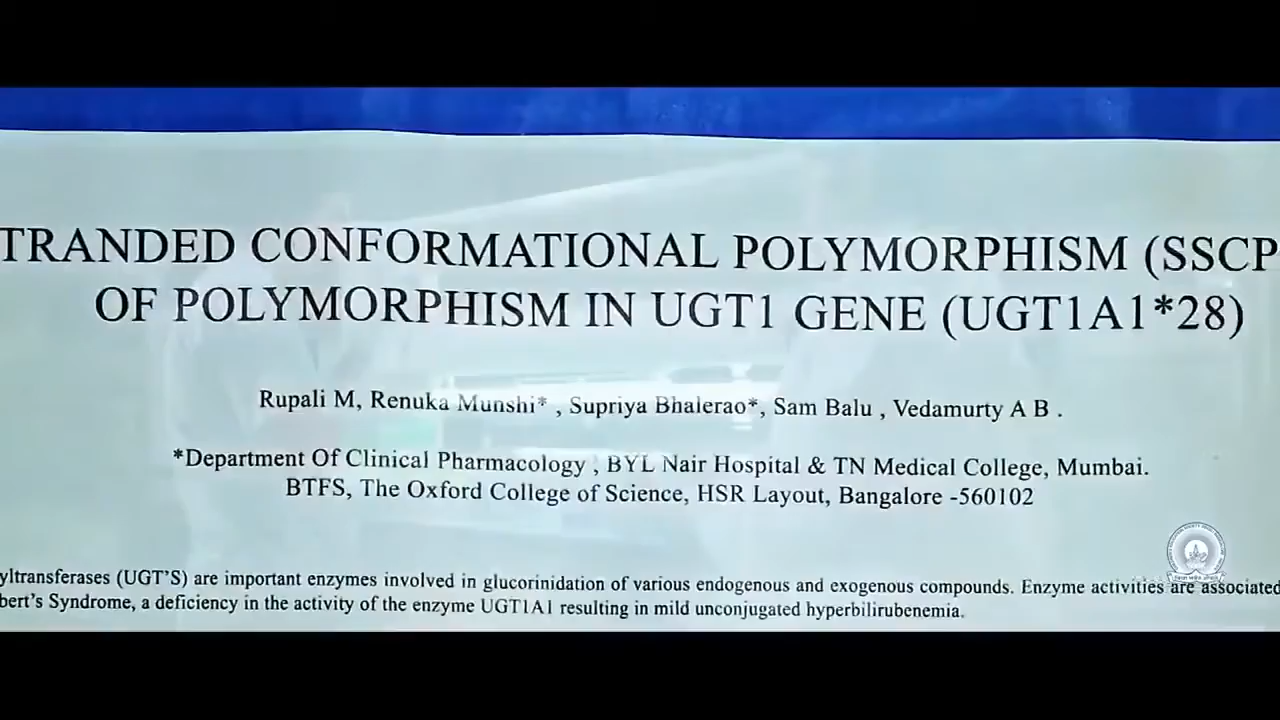 TRANDED CONFORMATIONAL POLYMORPHISM (SSCP
OF POLYMORPHISM IN UGT1 GENE (UGT1A1*28)
Rupali M, Renuka Munshi* , Supriya Bhalerao*, Sam Balu , Vedamurty A B .
*Department Of Clinical Pharmacology , BYL Nair Hospital & TN Medical College, Mumbai.
BTFS, The Oxford College of Science, HSR Layout, Bangalore -560102
yltransferases (UGT'S) are important enzymes involved in glucorinidation of various endogenous and exogenous compounds. Enzyme activities are associated
bert's Syndrome, a deficiency in the activity of the enzyme UGT1A1 resulting in mild unconjugated hyperbilirubenemia.